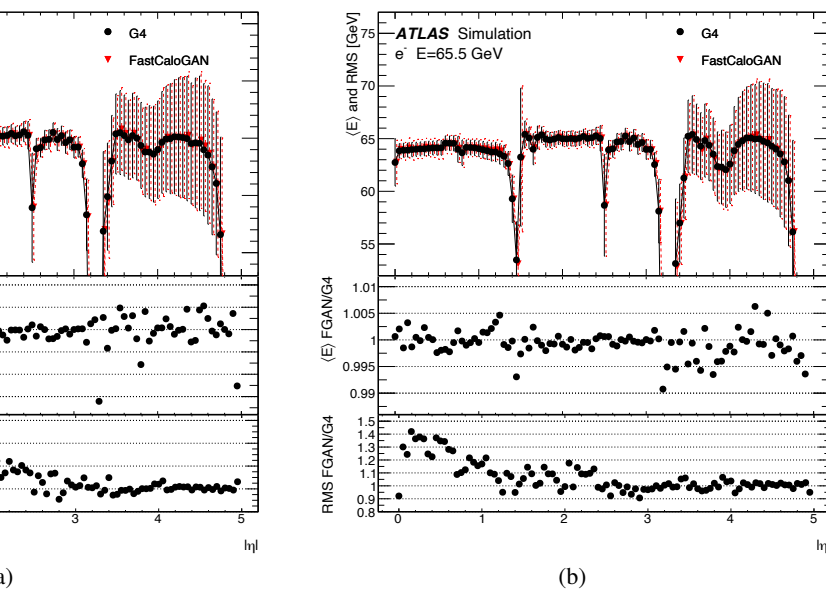 G4
FastCaloGAN
3
4
5
|η|
a)
ATLAS Simulation
e⁻ E=65.5 GeV
G4
FastCaloGAN
⟨E⟩ and RMS [GeV]
75
70
65
60
55
⟨E⟩ FGAN/G4
1.01
1.005
1
0.995
0.99
RMS FGAN/G4
1.5
1.4
1.3
1.2
1.1
1
0.9
0.8
0
1
2
3
4
5
|η
(b)